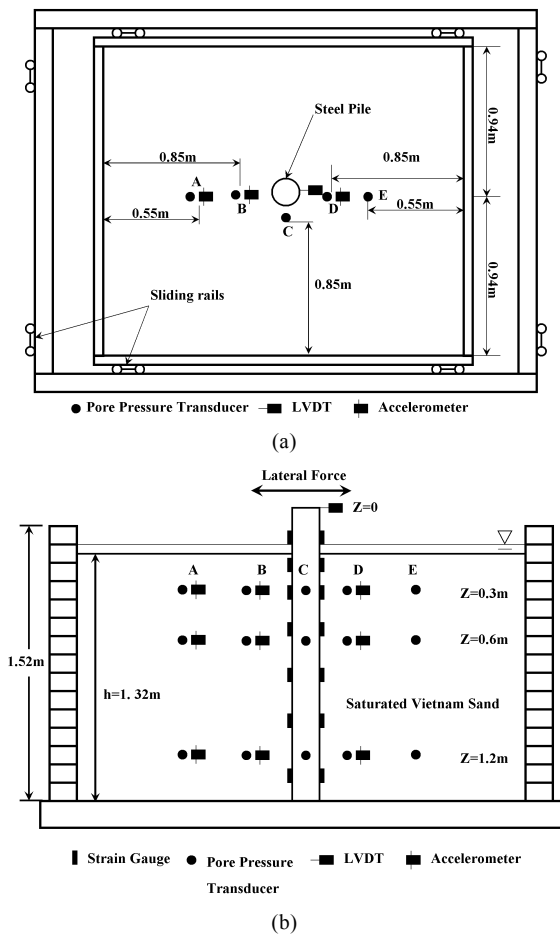 Steel Pile
0.94m
0.85m
0.85m
A
B
D
E
0.55m
0.55m
C
0.85m
0.94m
Sliding rails
Pore Pressure Transducer LVDT Accelerometer
(a)
Lateral Force
Z=0
A B C D E
Z=0.3m
Z=0.6m
1.52m
h=1. 32m
Saturated Vietnam Sand
Z=1.2m
Strain Gauge Pore Pressure LVDT Accelerometer
Transducer
(b)